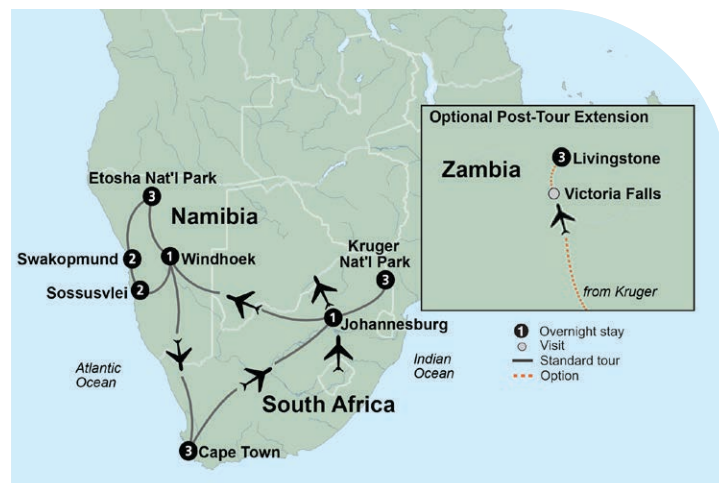 Optional Post-Tour Extension
3 Livingstone
Zambia
Victoria Falls
from Kruger
Etosha Nat'l Park
3
Namibia
Swakopmund 2
1 Windhoek
Sossusvlei 2
Kruger
Nat'l Park
3
1
Johannesburg
Atlantic
Ocean
Indian
Ocean
South Africa
3 Cape Town
1 Overnight stay
Visit
Standard tour
Option